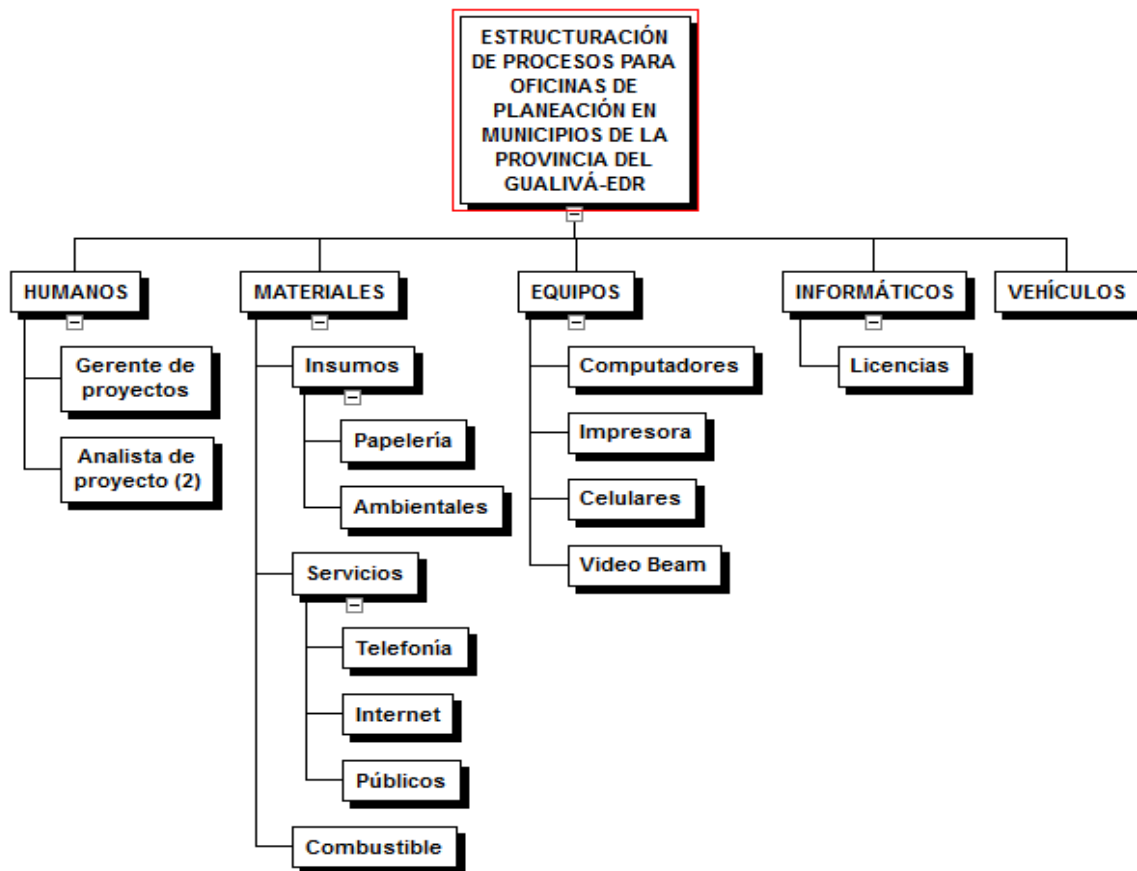 ESTRUCTURACIÓN
DE PROCESOS PARA
OFICINAS DE
PLANEACIÓN EN
MUNICIPIOS DE LA
PROVINCIA DEL
GUALIVÁ-EDR
HUMANOS
Gerente de
proyectos
Analista de
proyecto (2)
MATERIALES
Insumos
Papelería
Ambientales
Servicios
Telefonía
Internet
Públicos
Combustible
EQUIPOS
Computadores
Impresora
Celulares
Video Beam
INFORMÁTICOS
Licencias
VEHÍCULOS